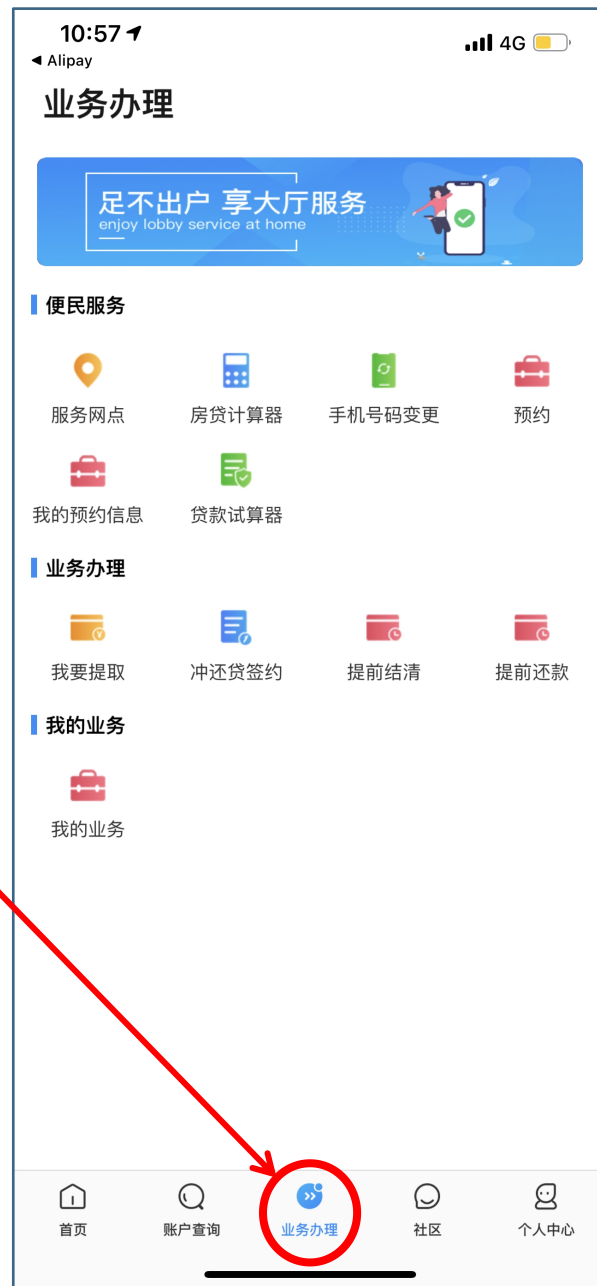 10:57
4G
◀ Alipay
业务办理
足不出户 享大厅服务
enjoy lobby service at home
便民服务
服务网点 房贷计算器 手机号码变更 预约
我的预约信息 贷款试算器
业务办理
我要提取 冲还贷签约 提前结清 提前还款
我的业务
我的业务
首页 账户查询 业务办理 社区 个人中心